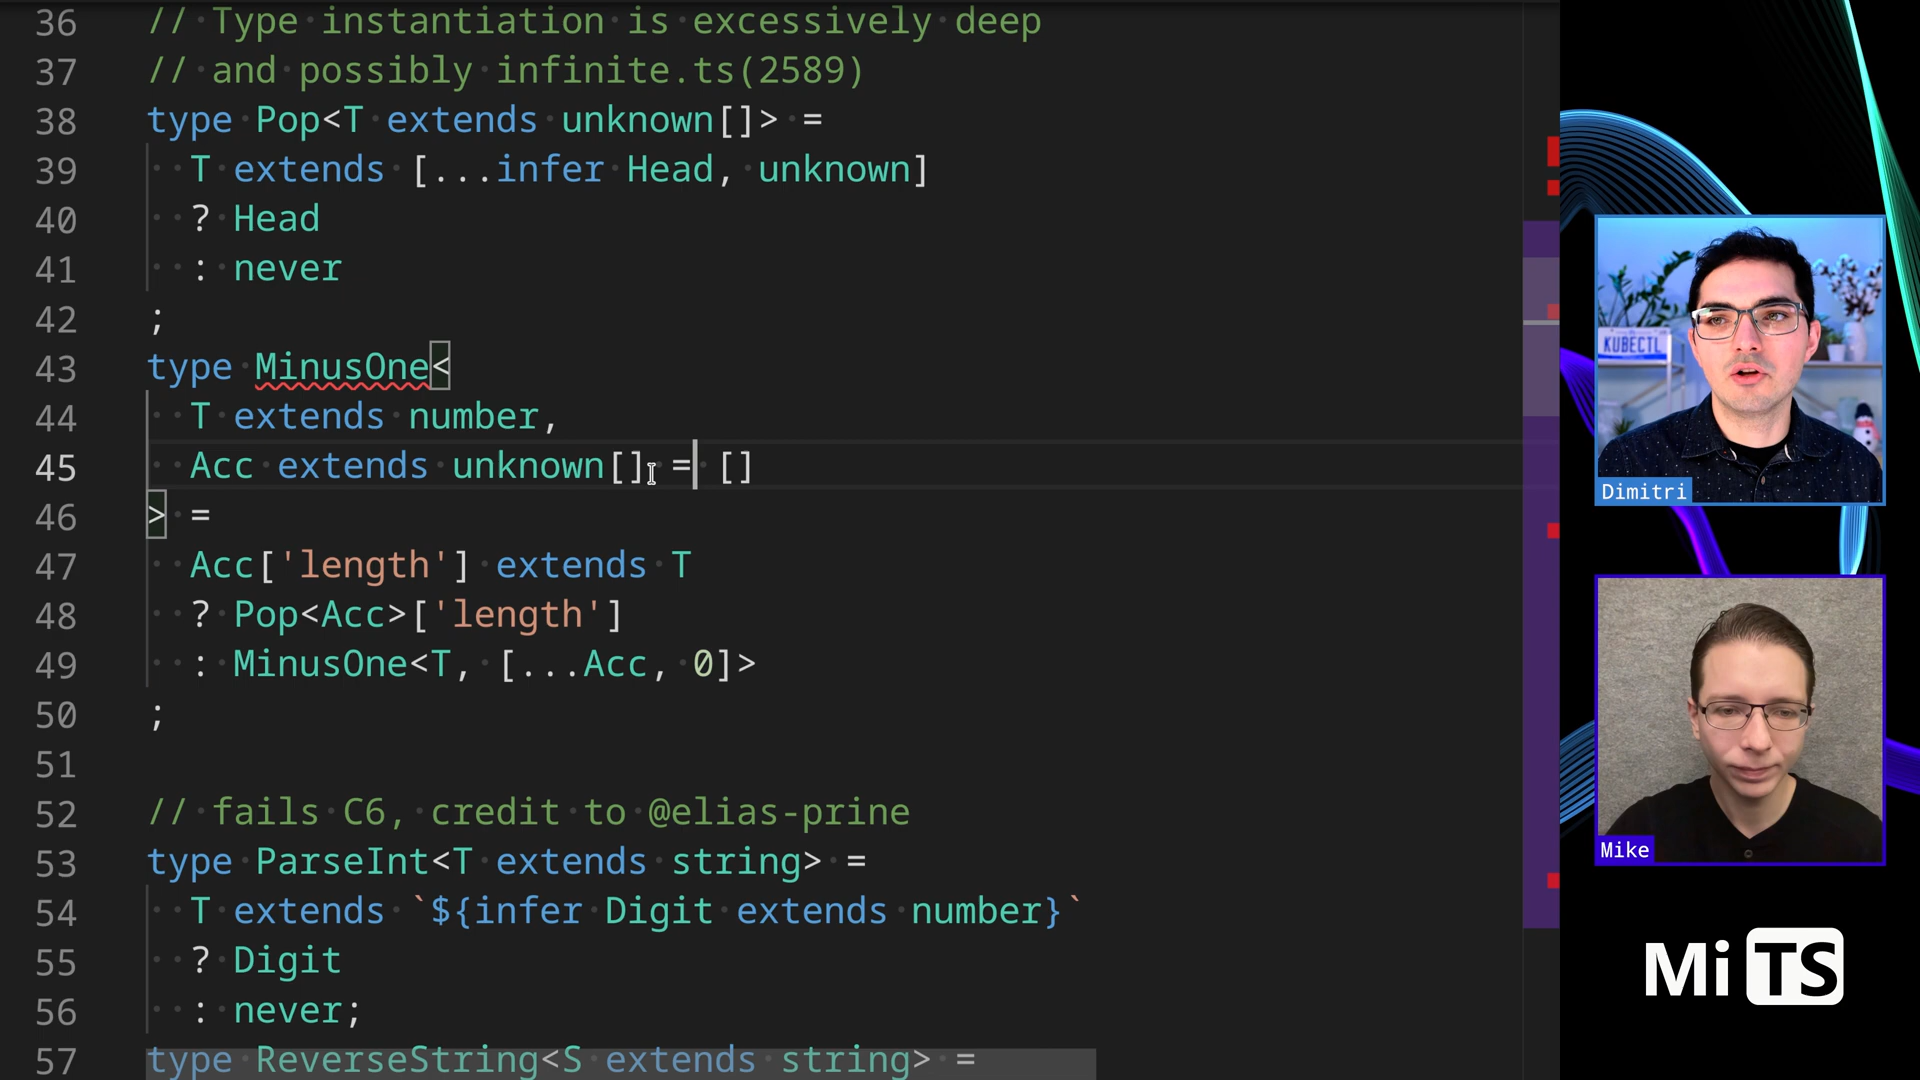 36 // Type instantiation is excessively deep
37 // and possibly infinite.ts(2589)
38 type Pop<T extends unknown[]> =
39   T extends [...infer Head, unknown]
40   ? Head
41   : never
42 ;
43 type MinusOne<
44   T extends number,
45   Acc extends unknown[] = []
46 > =
47   Acc['length'] extends T
48   ? Pop<Acc>['length']
49   : MinusOne<T, [...Acc, 0]>
50 ;
51
52 // fails C6, credit to @elias-prine
53 type ParseInt<T extends string> =
54   T extends `${infer Digit extends number}`
55   ? Digit
56   : never;
57 type ReverseString<S extends string> =
KUBECTL
Dimitri
Mike
MiTS